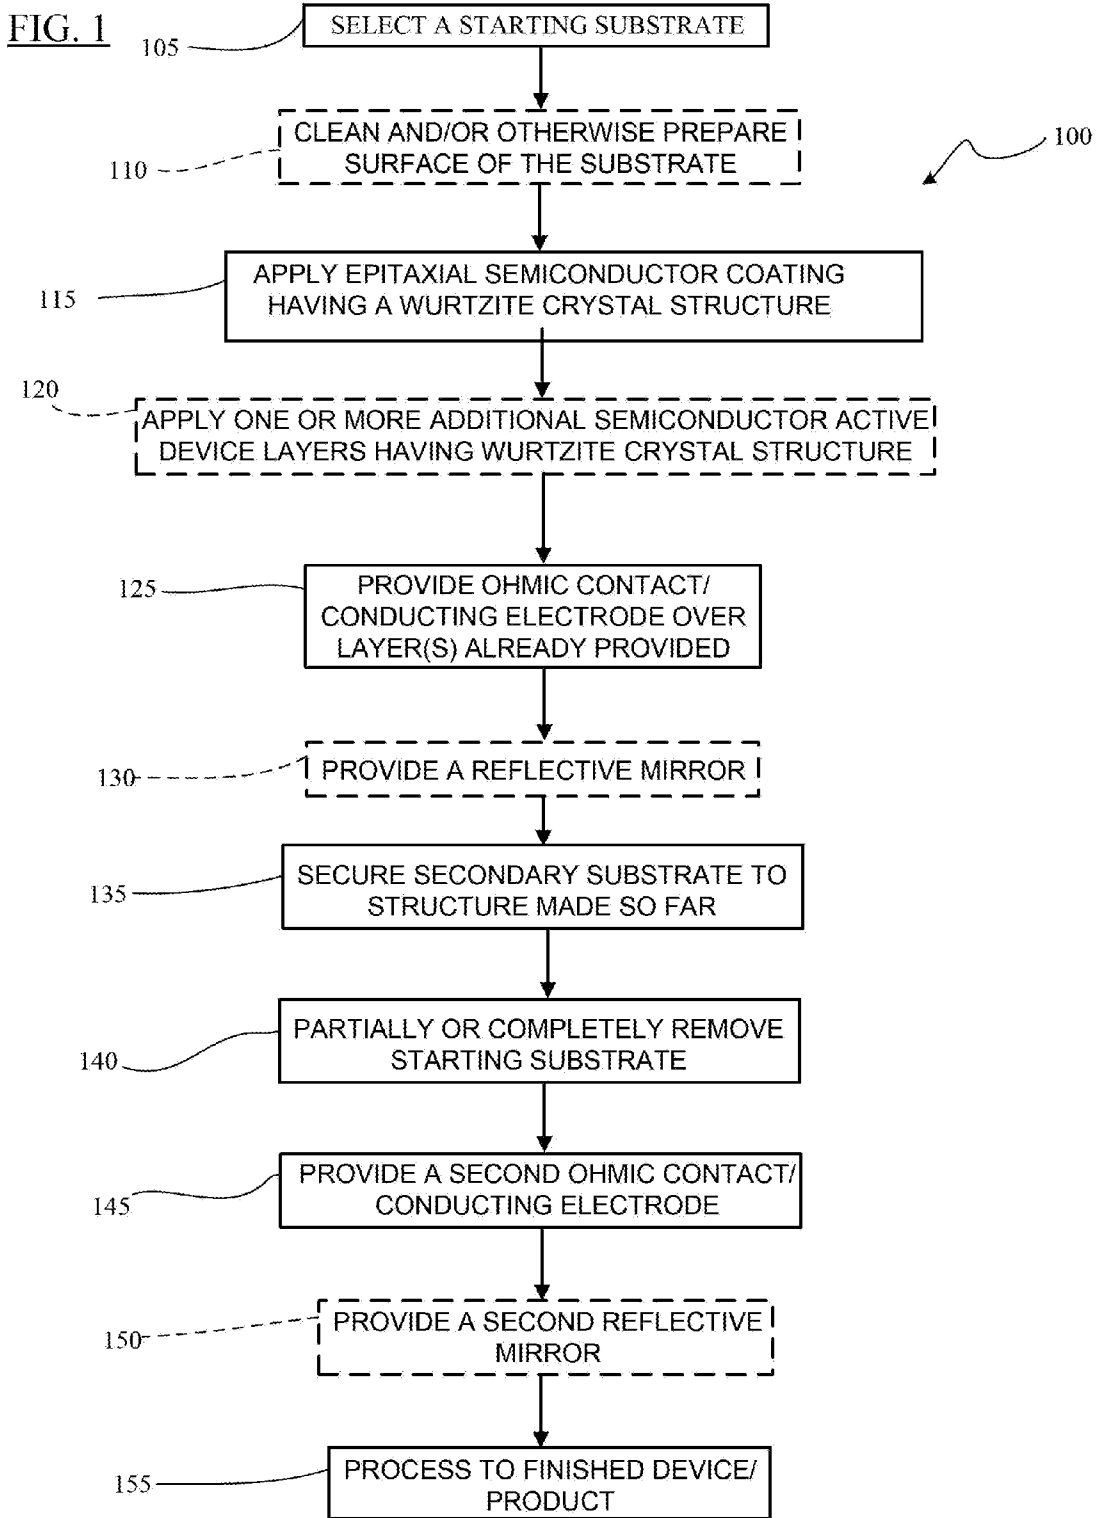 FIG. 1
SELECT A STARTING SUBSTRATE
105
CLEAN AND/OR OTHERWISE PREPARE
SURFACE OF THE SUBSTRATE
110
100
APPLY EPITAXIAL SEMICONDUCTOR COATING
HAVING A WURTZITE CRYSTAL STRUCTURE
115
120
APPLY ONE OR MORE ADDITIONAL SEMICONDUCTOR ACTIVE
DEVICE LAYERS HAVING WURTZITE CRYSTAL STRUCTURE
125
PROVIDE OHMIC CONTACT/
CONDUCTING ELECTRODE OVER
LAYER(S) ALREADY PROVIDED
130
PROVIDE A REFLECTIVE MIRROR
135
SECURE SECONDARY SUBSTRATE TO
STRUCTURE MADE SO FAR
140
PARTIALLY OR COMPLETELY REMOVE
STARTING SUBSTRATE
145
PROVIDE A SECOND OHMIC CONTACT/
CONDUCTING ELECTRODE
150
PROVIDE A SECOND REFLECTIVE
MIRROR
155
PROCESS TO FINISHED DEVICE/
PRODUCT